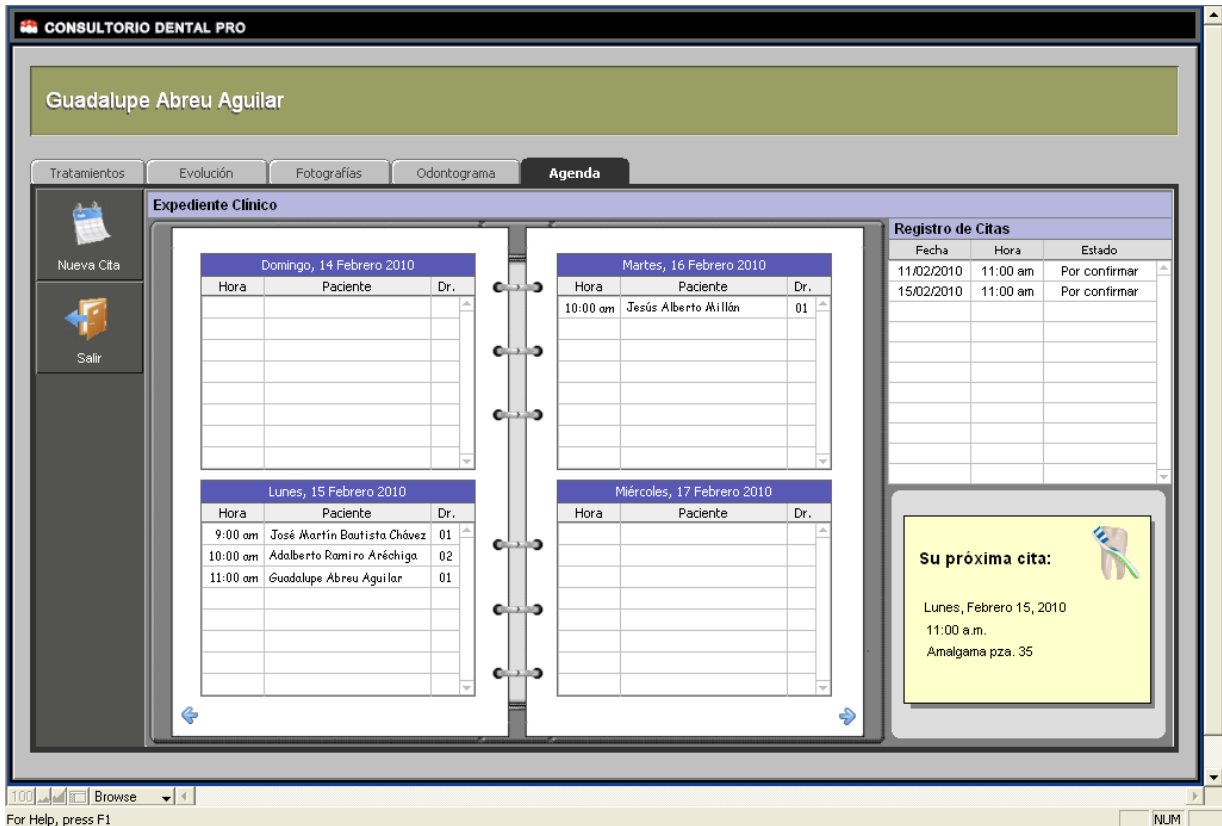 CONSULTORIO DENTAL PRO
Guadalupe Abreu Aguilar
Tratamientos Evolución Fotografías Odontograma Agenda
Nueva Cita
Salir
Expediente Clínico
Domingo, 14 Febrero 2010
Hora Paciente Dr.
Lunes, 15 Febrero 2010
Hora Paciente Dr.
9:00 am José Martín Bautista Chávez 01
10:00 am Adalberto Ramiro Aréchiga 02
11:00 am Guadalupe Abreu Aguilar 01
Martes, 16 Febrero 2010
Hora Paciente Dr.
10:00 am Jesús Alberto Millán 01
Miércoles, 17 Febrero 2010
Hora Paciente Dr.
Registro de Citas
Fecha Hora Estado
11/02/2010 11:00 am Por confirmar
15/02/2010 11:00 am Por confirmar
Su próxima cita:
Lunes, Febrero 15, 2010
11:00 a.m.
Amalgama pza. 35
100 Browse
For Help, press F1 NUM